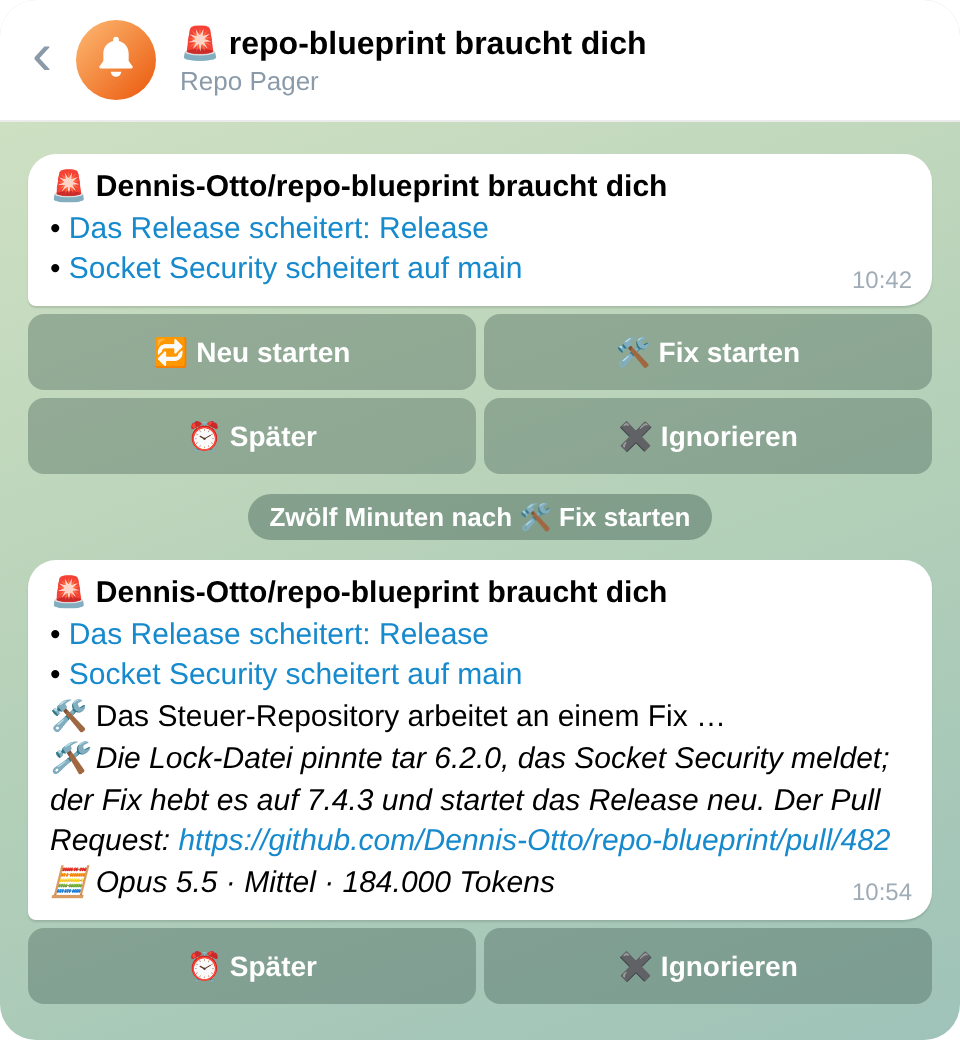 🚨 repo-blueprint braucht dich
Repo Pager
🚨 Dennis-Otto/repo-blueprint braucht dich
• Das Release scheitert: Release
• Socket Security scheitert auf main
10:42
🔁 Neu starten
🛠️ Fix starten
⏰ Später
✖️ Ignorieren
Zwölf Minuten nach 🛠️ Fix starten
🚨 Dennis-Otto/repo-blueprint braucht dich
• Das Release scheitert: Release
• Socket Security scheitert auf main
🛠️ Das Steuer-Repository arbeitet an einem Fix …
🛠️ Die Lock-Datei pinnte tar 6.2.0, das Socket Security meldet;
der Fix hebt es auf 7.4.3 und startet das Release neu. Der Pull
Request: https://github.com/Dennis-Otto/repo-blueprint/pull/482
🧮 Opus 5.5 · Mittel · 184.000 Tokens
10:54
⏰ Später
✖️ Ignorieren